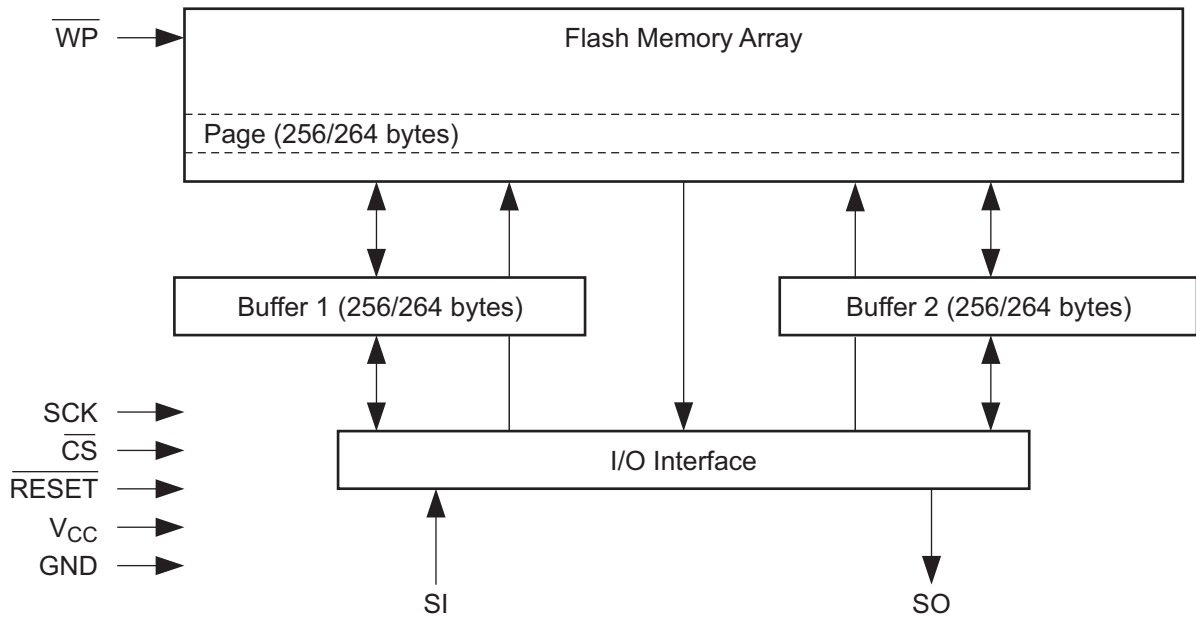 WP
Flash Memory Array
Page (256/264 bytes)
Buffer 1 (256/264 bytes)
Buffer 2 (256/264 bytes)
SCK
CS
RESET
VCC
GND
I/O Interface
SI
SO